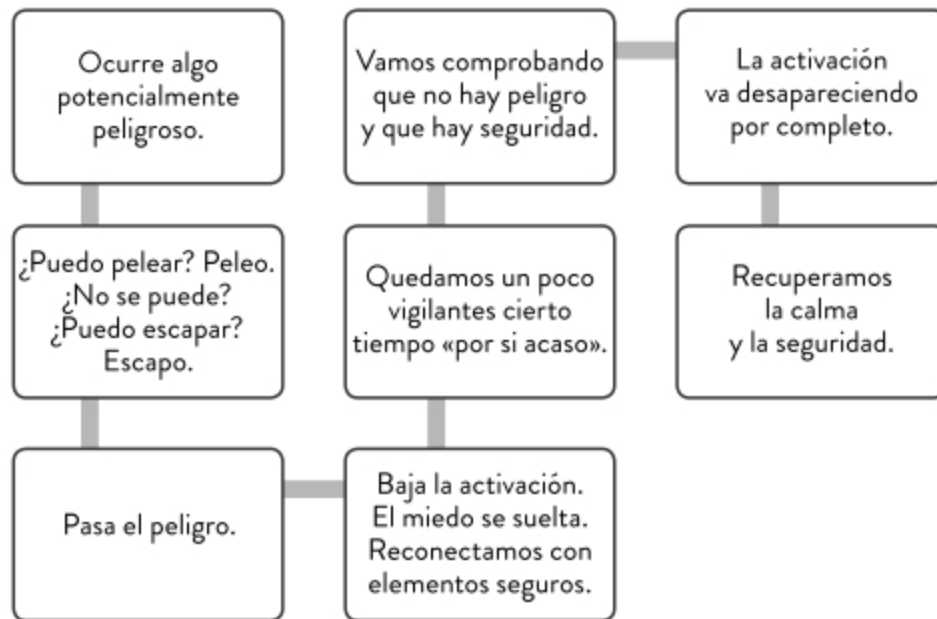 Ocurre algo
potencialmente
peligroso.
¿Puedo pelear? Peleo.
¿No se puede?
¿Puedo escapar?
Escapo.
Pasa el peligro.
Baja la activación.
El miedo se suelta.
Reconectamos con
elementos seguros.
Quedamos un poco
vigilantes cierto
tiempo «por si acaso».
Vamos comprobando
que no hay peligro
y que hay seguridad.
La activación
va desapareciendo
por completo.
Recuperamos
la calma
y la seguridad.